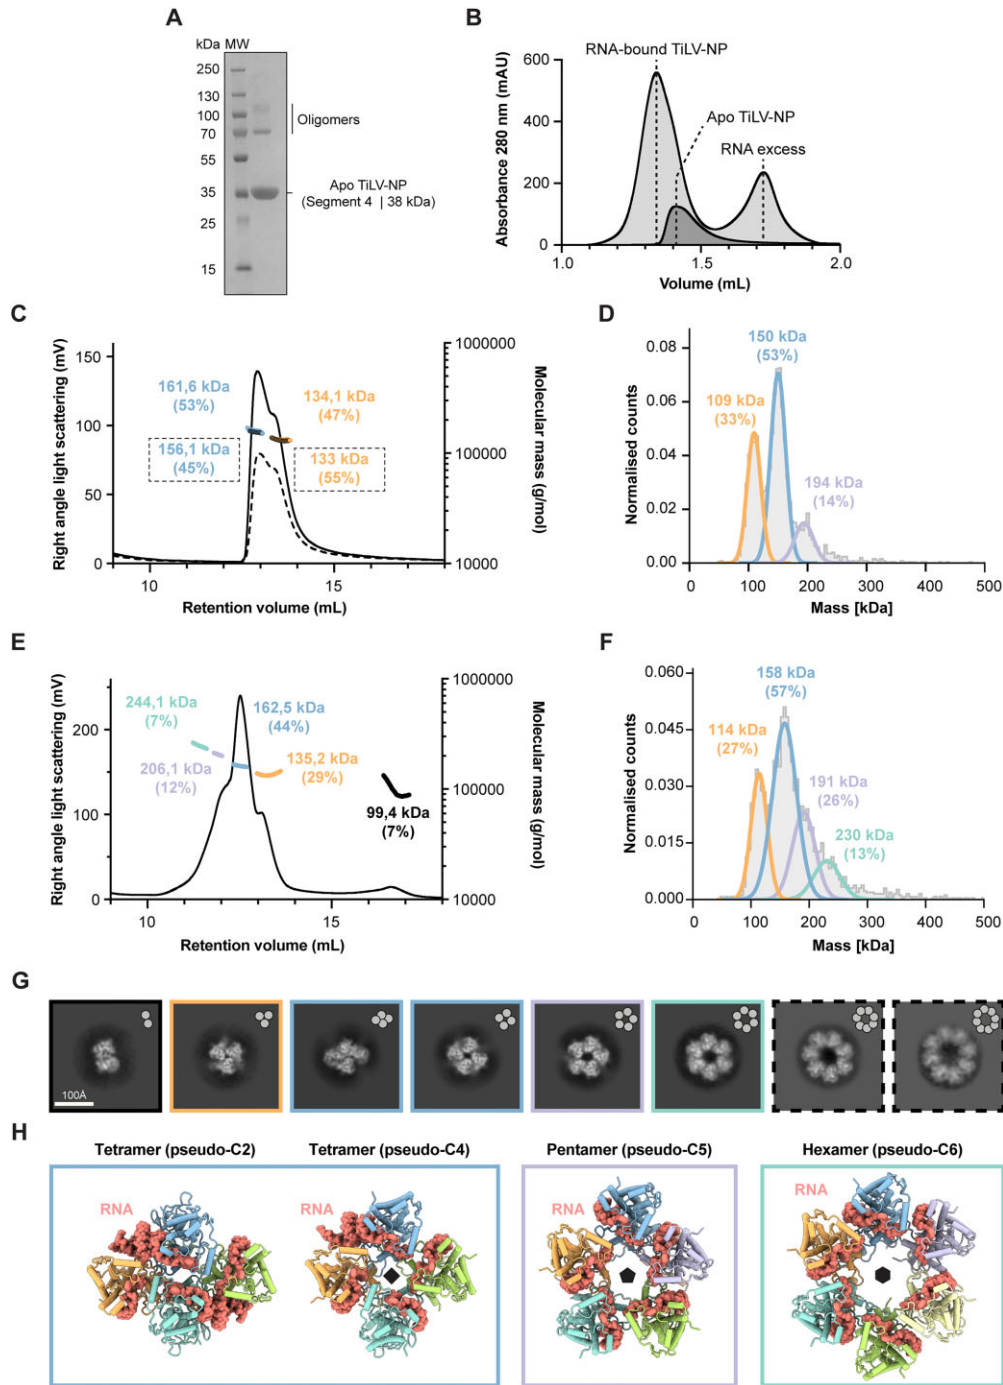 A
kDa MW
250
130
100
70
55
35
25
15
Oligomers
Apo TiLV-NP
(Segment 4 | 38 kDa)
B
Absorbance 280 nm (mAU)
600
400
200
0
1.0
1.5
2.0
Volume (mL)
RNA-bound TiLV-NP
Apo TiLV-NP
RNA excess
C
Right angle light scattering (mV)
150
100
50
0
10
15
Retention volume (mL)
1000000
100000
10000
Molecular mass (g/mol)
161,6 kDa
(53%)
134,1 kDa
(47%)
156,1 kDa
(45%)
133 kDa
(55%)
D
Normalised counts
0.08
0.06
0.04
0.02
0.00
0
100
200
300
400
500
Mass [kDa]
150 kDa
(53%)
109 kDa
(33%)
194 kDa
(14%)
E
Right angle light scattering (mV)
200
100
0
10
15
Retention volume (mL)
1000000
100000
10000
Molecular mass (g/mol)
244,1 kDa
(7%)
162,5 kDa
(44%)
206,1 kDa
(12%)
135,2 kDa
(29%)
99,4 kDa
(7%)
F
Normalised counts
0.060
0.045
0.030
0.015
0.000
0
100
200
300
400
500
Mass [kDa]
158 kDa
(57%)
114 kDa
(27%)
191 kDa
(26%)
230 kDa
(13%)
G
100Å
H
Tetramer (pseudo-C2)
Tetramer (pseudo-C4)
Pentamer (pseudo-C5)
Hexamer (pseudo-C6)
RNA
RNA
RNA
RNA